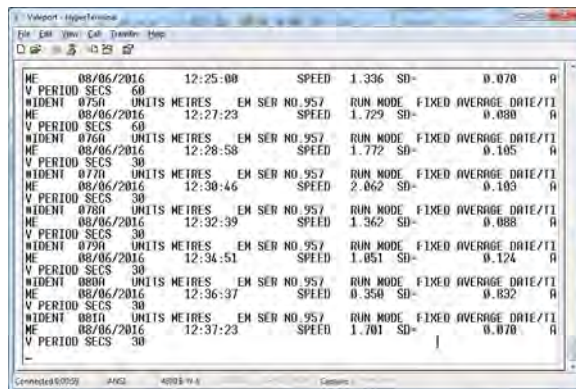 Valeport - HyperTerminal
File Edit View Call Transfer Help
ME 08/06/2016 12:25:00 SPEED 1.336 SD= 0.070 A
V PERIOD SECS 60
#IDENT 075A UNITS METRES EM SER NO.957 RUN MODE FIXED AVERAGE DATE/TI
ME 08/06/2016 12:27:23 SPEED 1.729 SD= 0.080 A
V PERIOD SECS 60
#IDENT 076A UNITS METRES EM SER NO.957 RUN MODE FIXED AVERAGE DATE/TI
ME 08/06/2016 12:28:58 SPEED 1.772 SD= 0.105 A
V PERIOD SECS 30
#IDENT 077A UNITS METRES EM SER NO.957 RUN MODE FIXED AVERAGE DATE/TI
ME 08/06/2016 12:30:46 SPEED 2.062 SD= 0.103 A
V PERIOD SECS 30
#IDENT 078A UNITS METRES EM SER NO.957 RUN MODE FIXED AVERAGE DATE/TI
ME 08/06/2016 12:32:39 SPEED 1.362 SD= 0.088 A
V PERIOD SECS 30
#IDENT 079A UNITS METRES EM SER NO.957 RUN MODE FIXED AVERAGE DATE/TI
ME 08/06/2016 12:34:51 SPEED 1.051 SD= 0.124 A
V PERIOD SECS 30
#IDENT 080A UNITS METRES EM SER NO.957 RUN MODE FIXED AVERAGE DATE/TI
ME 08/06/2016 12:36:37 SPEED 0.350 SD= 0.832 A
V PERIOD SECS 30
#IDENT 081A UNITS METRES EM SER NO.957 RUN MODE FIXED AVERAGE DATE/TI
ME 08/06/2016 12:37:23 SPEED 1.701 SD= 0.070 A
V PERIOD SECS 30
Connected 0:00:59 ANSI 4800 8-N-1